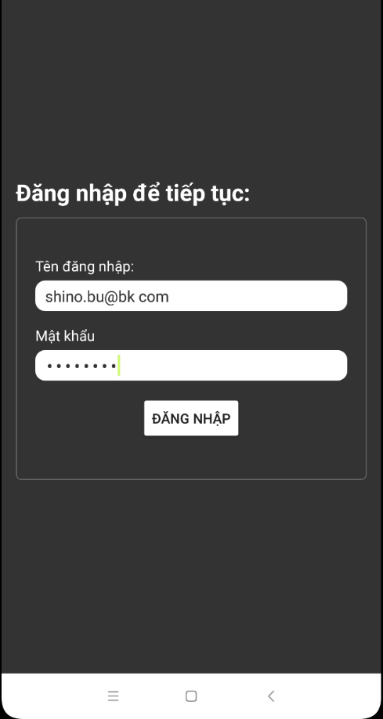 Đăng nhập để tiếp tục:
Tên đăng nhập:
shino.bu@bk com
Mật khẩu
••••••••
ĐĂNG NHẬP